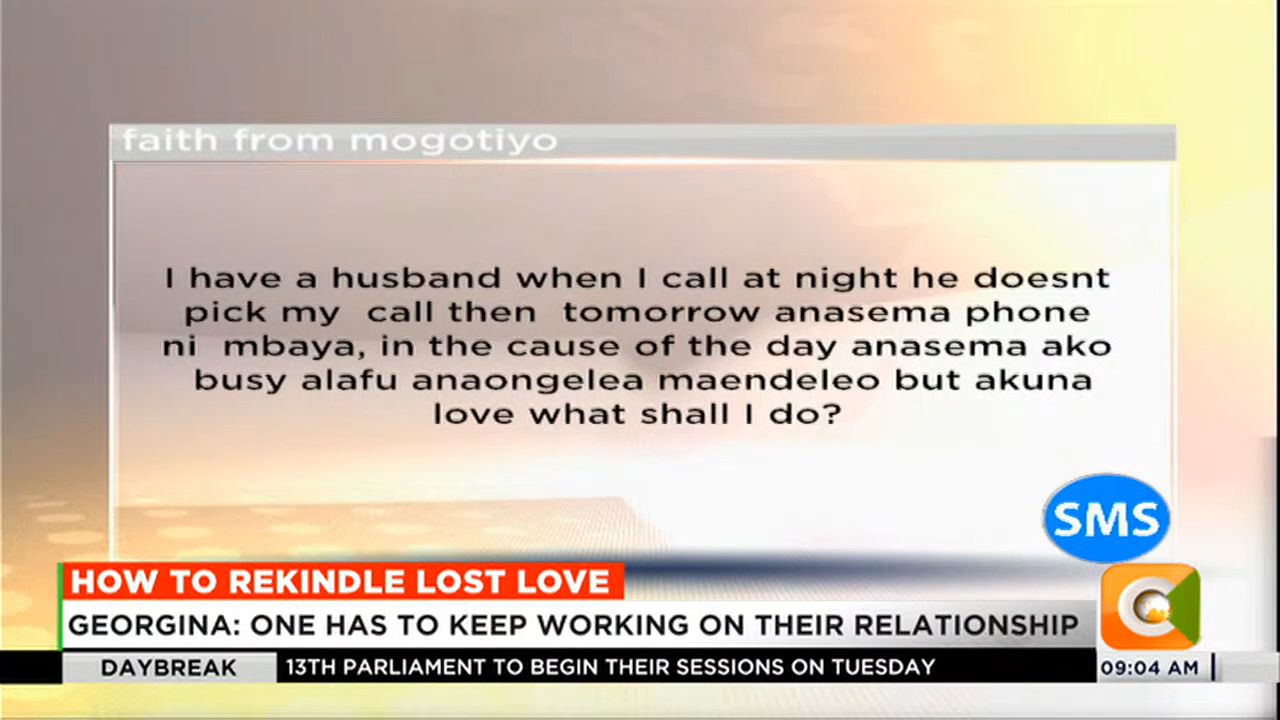 faith from mogotiyo
I have a husband when I call at night he doesnt
pick my call then tomorrow anasema phone
ni mbaya, in the cause of the day anasema ako
busy alafu anaongelea maendeleo but akuna
love what shall I do?
SMS
HOW TO REKINDLE LOST LOVE
GEORGINA: ONE HAS TO KEEP WORKING ON THEIR RELATIONSHIP
DAYBREAK
13TH PARLIAMENT TO BEGIN THEIR SESSIONS ON TUESDAY
09:04 AM